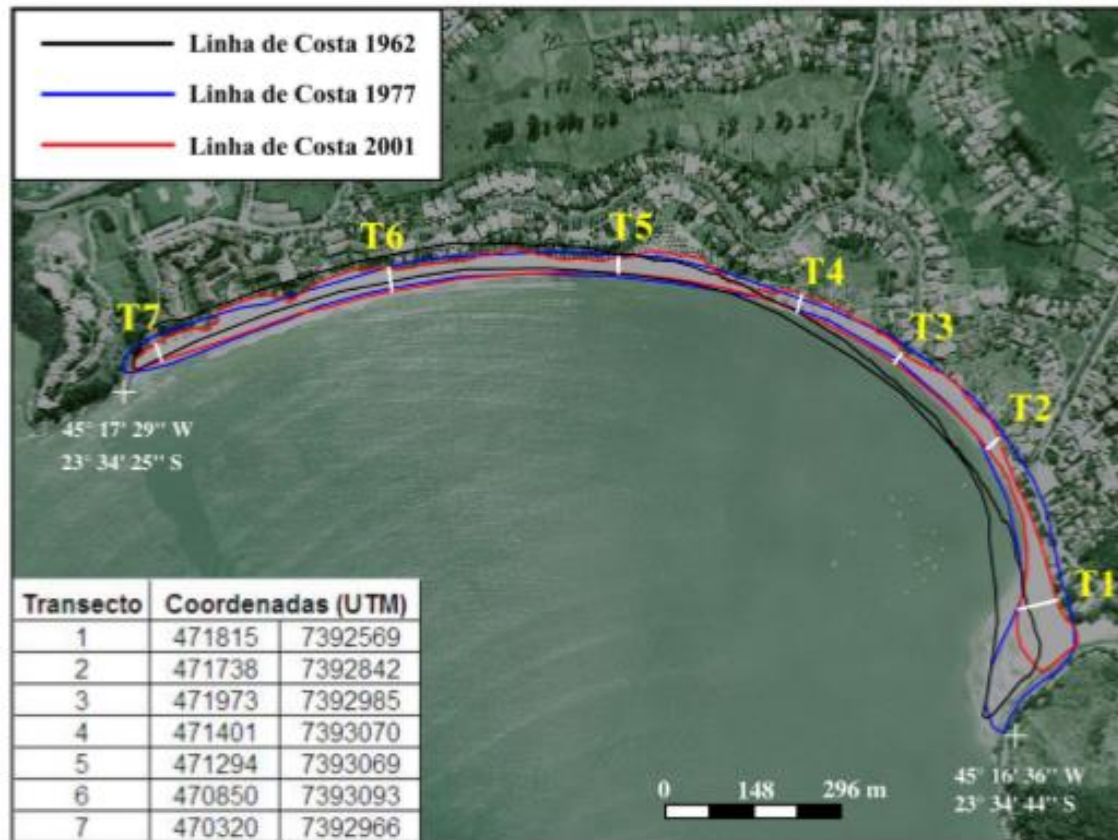 Linha de Costa 1962
Linha de Costa 1977
Linha de Costa 2001
T6
T5
T4
T7
T3
T2
T1
45° 17' 29" W
23° 34' 25" S
Transecto Coordenadas (UTM)
1 471815 7392569
2 471738 7392842
3 471973 7392985
4 471401 7393070
5 471294 7393069
6 470850 7393093
7 470320 7392966
0 148 296 m
45° 16' 36" W
23° 34' 44" S